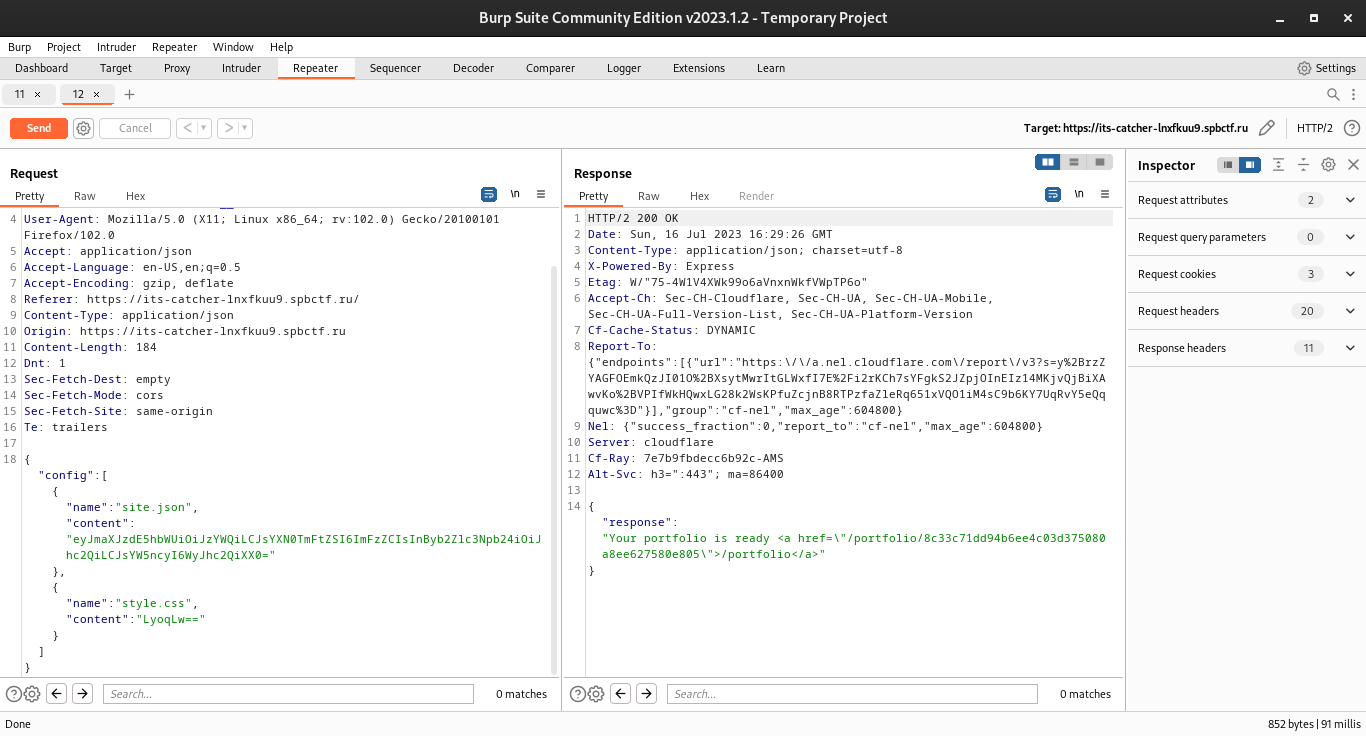 Burp Suite Community Edition v2023.1.2 - Temporary Project
Burp Project Intruder Repeater Window Help
Dashboard Target Proxy Intruder Repeater Sequencer Decoder Comparer Logger Extensions Learn Settings
11 × 12 × +
Send Cancel < > Target: https://its-catcher-lnxfkuu9.spbctf.ru HTTP/2
Request
Pretty Raw Hex \n
4 User-Agent: Mozilla/5.0 (X11; Linux x86_64; rv:102.0) Gecko/20100101
Firefox/102.0
5 Accept: application/json
6 Accept-Language: en-US,en;q=0.5
7 Accept-Encoding: gzip, deflate
8 Referer: https://its-catcher-lnxfkuu9.spbctf.ru/
9 Content-Type: application/json
10 Origin: https://its-catcher-lnxfkuu9.spbctf.ru
11 Content-Length: 184
12 Dnt: 1
13 Sec-Fetch-Dest: empty
14 Sec-Fetch-Mode: cors
15 Sec-Fetch-Site: same-origin
16 Te: trailers
17
18 {
"config":[
{
"name":"site.json",
"content":
"eyJmaXJzdE5hbWUiOiJzYWQiLCJsYXN0TmFtZSI6ImFzZCIsInByb2Zlc3Npb24iOiJ
hc2QiLCJsYW5ncyI6WyJhc2QiXX0="
},
{
"name":"style.css",
"content":"LyoqLw=="
}
]
}
Search... 0 matches
Response
Pretty Raw Hex Render \n
1 HTTP/2 200 OK
2 Date: Sun, 16 Jul 2023 16:29:26 GMT
3 Content-Type: application/json; charset=utf-8
4 X-Powered-By: Express
5 Etag: W/"75-4W1V4XWk99o6aVnxnWkfVWpTP6o"
6 Accept-Ch: Sec-CH-Cloudflare, Sec-CH-UA, Sec-CH-UA-Mobile,
Sec-CH-UA-Full-Version-List, Sec-CH-UA-Platform-Version
7 Cf-Cache-Status: DYNAMIC
8 Report-To:
{"endpoints":[{"url":"https:\/\/a.nel.cloudflare.com\/report\/v3?s=y%2BrzZ
YAGFOEmkQzJI01O%2BXsytMwrItGLWxfI7E%2Fi2rKCh7sYFgkS2JZpjOInEIz14MKjvQjBiXA
wvKo%2BVPIfWkHQwxLG28k2WsKPfuZcjnB8RTPzfaZleRq651xVQO1iM4sC9b6KY7UqRvY5eQq
quwc%3D"}],"group":"cf-nel","max_age":604800}
9 Nel: {"success_fraction":0,"report_to":"cf-nel","max_age":604800}
10 Server: cloudflare
11 Cf-Ray: 7e7b9fbdecc6b92c-AMS
12 Alt-Svc: h3=":443"; ma=86400
13
14 {
"response":
"Your portfolio is ready <a href=\"/portfolio/8c33c71dd94b6ee4c03d375080
a8ee627580e805\">/portfolio</a>"
}
Search... 0 matches
Inspector
Request attributes 2
Request query parameters 0
Request cookies 3
Request headers 20
Response headers 11
Done 852 bytes | 91 millis